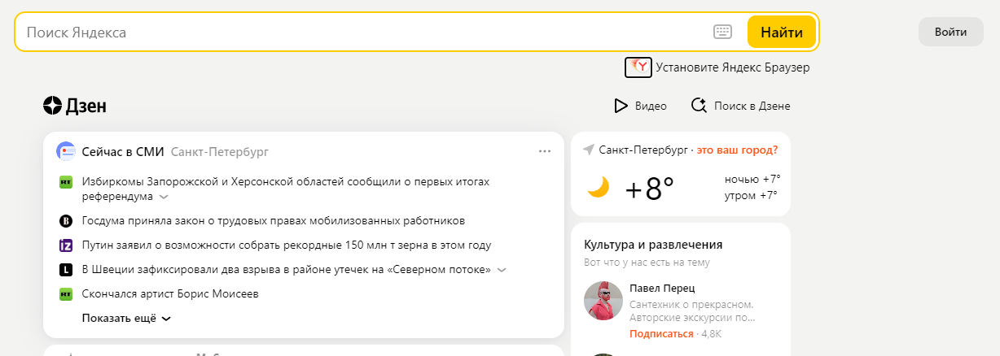 Поиск Яндекса
Найти
Войти
Установите Яндекс Браузер
Дзен
Видео
Поиск в Дзене
Сейчас в СМИ Санкт-Петербург
RT Избиркомы Запорожской и Херсонской областей сообщили о первых итогах
референдума
В Госдума приняла закон о трудовых правах мобилизованных работников
iz Путин заявил о возможности собрать рекордные 150 млн т зерна в этом году
L В Швеции зафиксировали два взрыва в районе утечек на «Северном потоке»
RT Скончался артист Борис Моисеев
Показать ещё
Санкт-Петербург · это ваш город?
+8°
ночью +7°
утром +7°
Культура и развлечения
Вот что у нас есть на тему
Павел Перец
Сантехник о прекрасном.
Авторские экскурсии по...
Подписаться · 4,8K